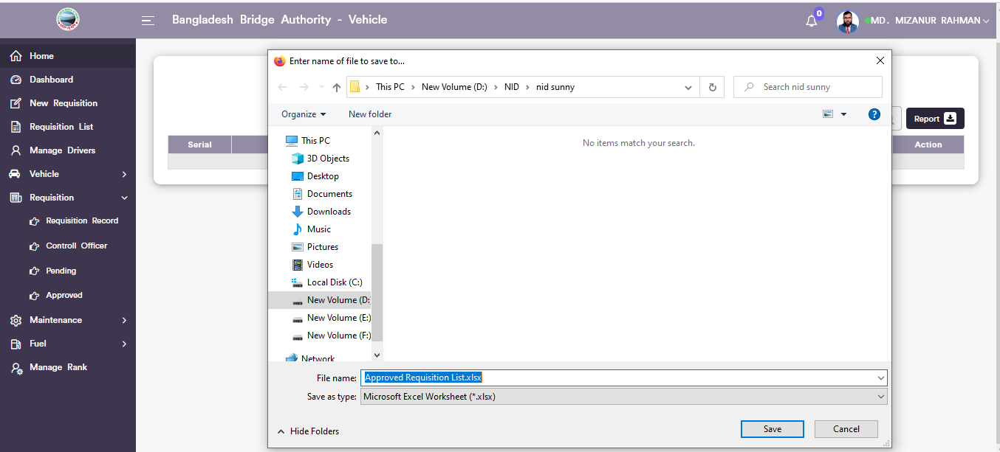 Bangladesh Bridge Authority - Vehicle
0
MD. MIZANUR RAHMAN
Home
Dashboard
New Requisition
Requisition List
Manage Drivers
Vehicle
Requisition
Requisition Record
Controll Officer
Pending
Approved
Maintenance
Fuel
Manage Rank
Serial
Report
Action
Enter name of file to save to...
This PC
New Volume (D:)
NID
nid sunny
Search nid sunny
Organize
New folder
?
This PC
3D Objects
Desktop
Documents
Downloads
Music
Pictures
Videos
Local Disk (C:)
New Volume (D:
New Volume (E:)
New Volume (F:)
Network
No items match your search.
File name: Approved Requisition List.xlsx
Save as type: Microsoft Excel Worksheet (*.xlsx)
Hide Folders
Save
Cancel